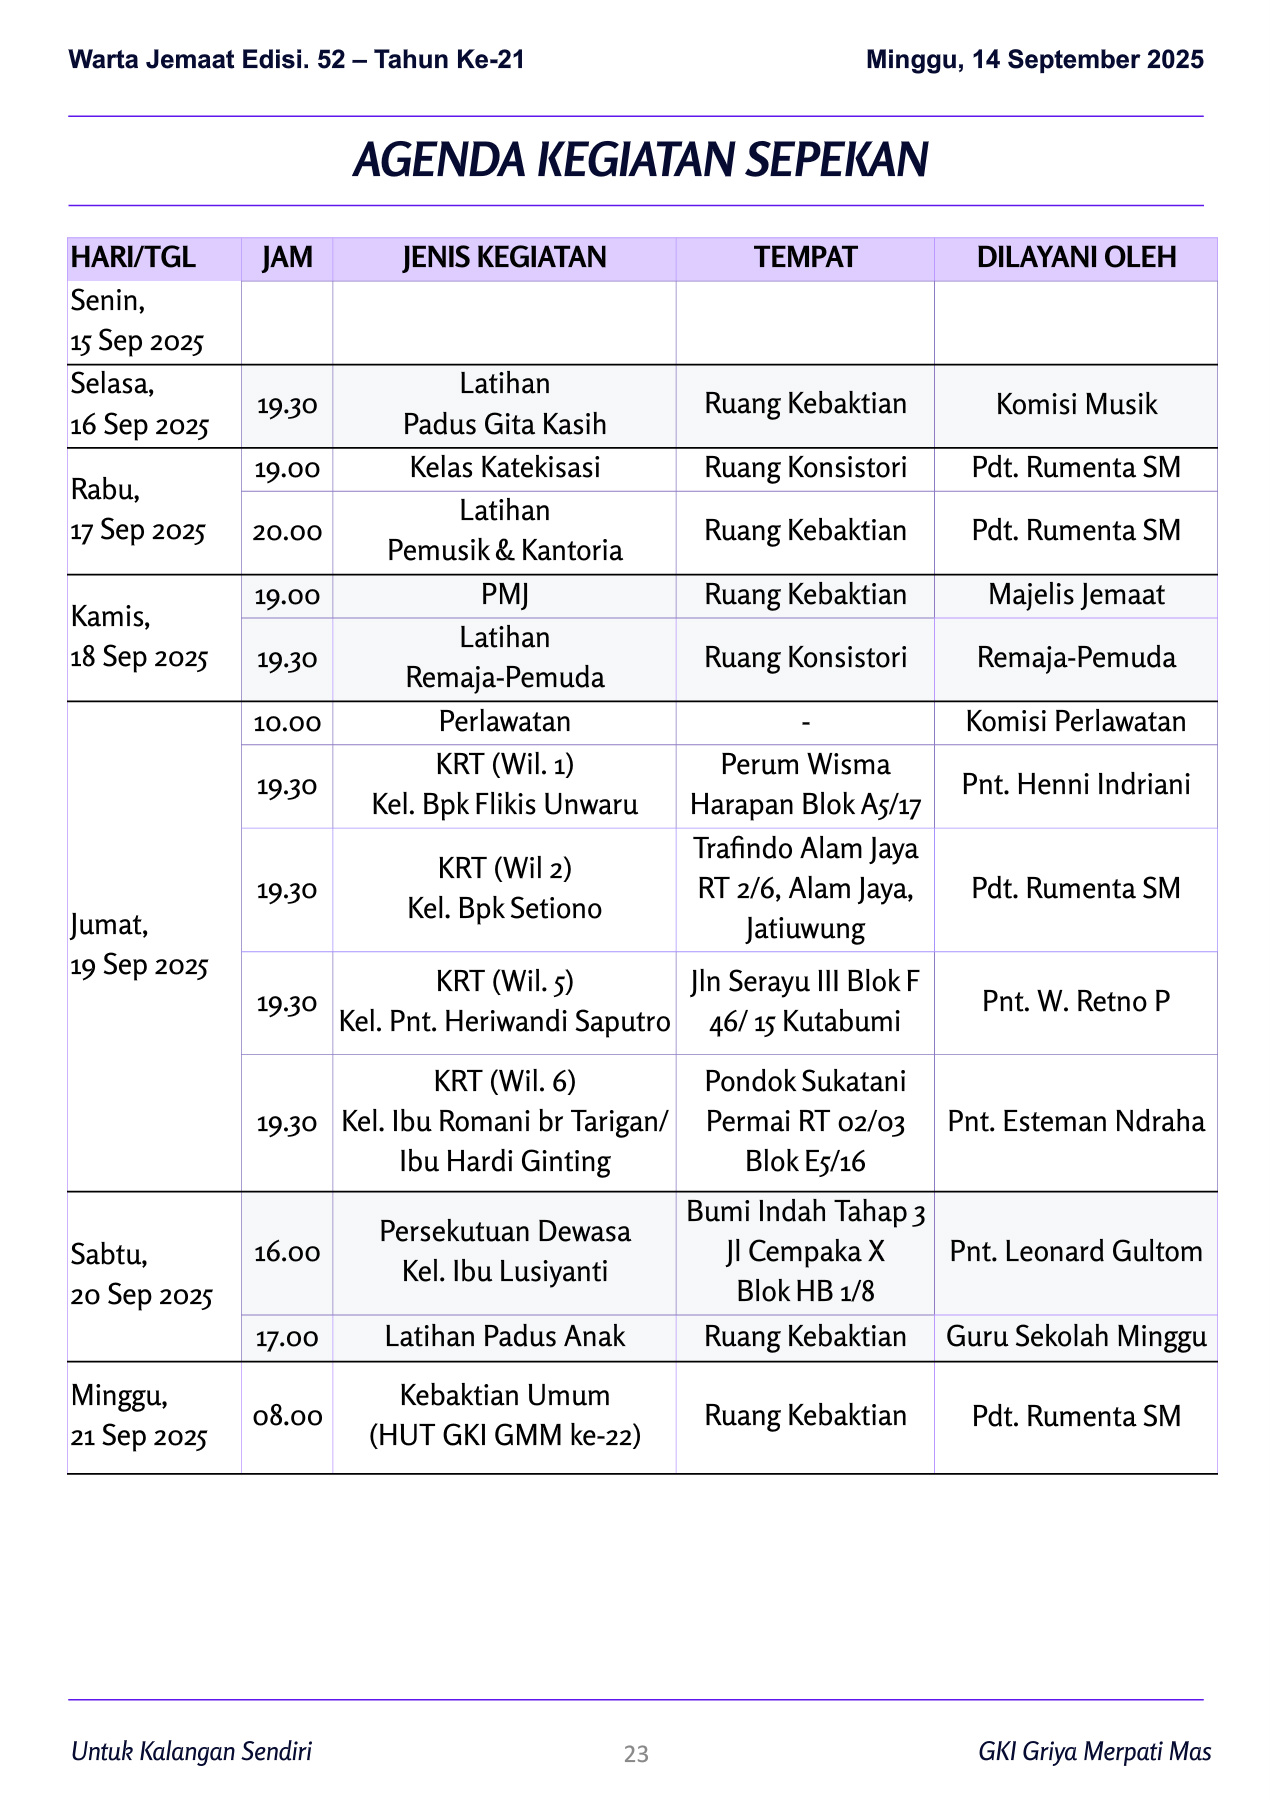 Warta Jemaat Edisi. 52 – Tahun Ke-21
Minggu, 14 September 2025
AGENDA KEGIATAN SEPEKAN
HARI/TGL JAM JENIS KEGIATAN TEMPAT DILAYANI OLEH
Senin,
15 Sep 2025
Selasa,
16 Sep 2025
19.30
Latihan
Padus Gita Kasih
Ruang Kebaktian
Komisi Musik
Rabu,
17 Sep 2025
19.00
Kelas Katekisasi
Ruang Konsistori
Pdt. Rumenta SM
20.00
Latihan
Pemusik & Kantoria
Ruang Kebaktian
Pdt. Rumenta SM
Kamis,
18 Sep 2025
19.00
PMJ
Ruang Kebaktian
Majelis Jemaat
19.30
Latihan
Remaja-Pemuda
Ruang Konsistori
Remaja-Pemuda
Jumat,
19 Sep 2025
10.00
Perlawatan
-
Komisi Perlawatan
19.30
KRT (Wil. 1)
Kel. Bpk Flikis Unwaru
Perum Wisma
Harapan Blok A5/17
Pnt. Henni Indriani
19.30
KRT (Wil 2)
Kel. Bpk Setiono
Trafindo Alam Jaya
RT 2/6, Alam Jaya,
Jatiuwung
Pdt. Rumenta SM
19.30
KRT (Wil. 5)
Kel. Pnt. Heriwandi Saputro
Jln Serayu III Blok F
46/ 15 Kutabumi
Pnt. W. Retno P
19.30
KRT (Wil. 6)
Kel. Ibu Romani br Tarigan/
Ibu Hardi Ginting
Pondok Sukatani
Permai RT 02/03
Blok E5/16
Pnt. Esteman Ndraha
Sabtu,
20 Sep 2025
16.00
Persekutuan Dewasa
Kel. Ibu Lusiyanti
Bumi Indah Tahap 3
Jl Cempaka X
Blok HB 1/8
Pnt. Leonard Gultom
17.00
Latihan Padus Anak
Ruang Kebaktian
Guru Sekolah Minggu
Minggu,
21 Sep 2025
08.00
Kebaktian Umum
(HUT GKI GMM ke-22)
Ruang Kebaktian
Pdt. Rumenta SM
Untuk Kalangan Sendiri
23
GKI Griya Merpati Mas